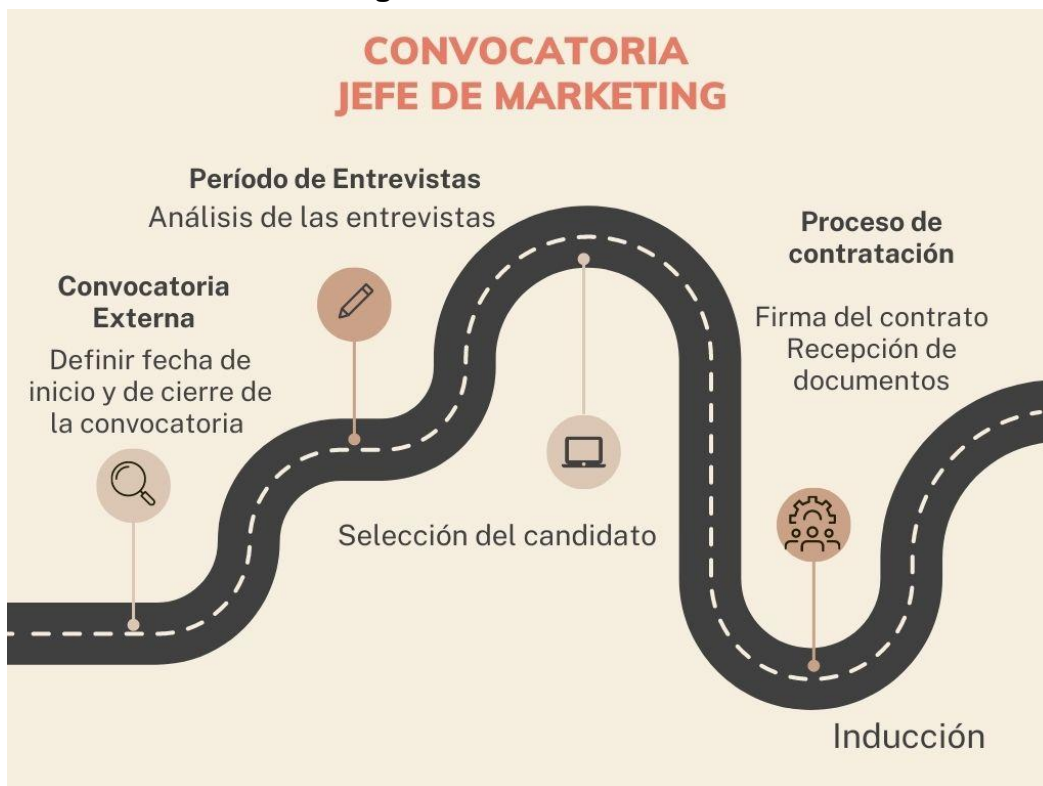 CONVOCATORIA
JEFE DE MARKETING
Período de Entrevistas
Análisis de las entrevistas
Convocatoria
Externa
Definir fecha de
inicio y de cierre de
la convocatoria
Selección del candidato
Proceso de
contratación
Firma del contrato
Recepción de
documentos
Inducción